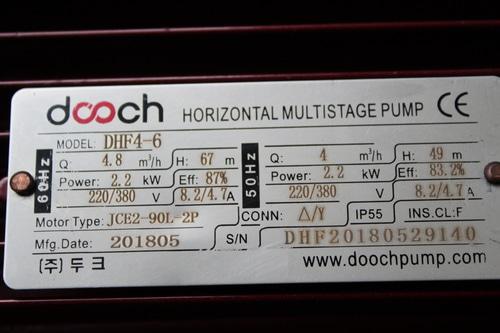 dooch HORIZONTAL MULTISTAGE PUMP CE
MODEL: DHF4-6
60Hz Q: 4.8 m³/h H: 67 m 50Hz Q: 4 m³/h H: 49 m
Power: 2.2 kW Eff: 87% Power: 2.2 kW Eff: 83.2%
220/380 V 8.2/4.7 A 220/380 V 8.2/4.7 A
Motor Type: JCE2-90L-2P CONN: △/Y IP55 INS.CL:F
Mfg.Date: 201805 S/N DHF20180529140
(주) 두크 www.doochpump.com